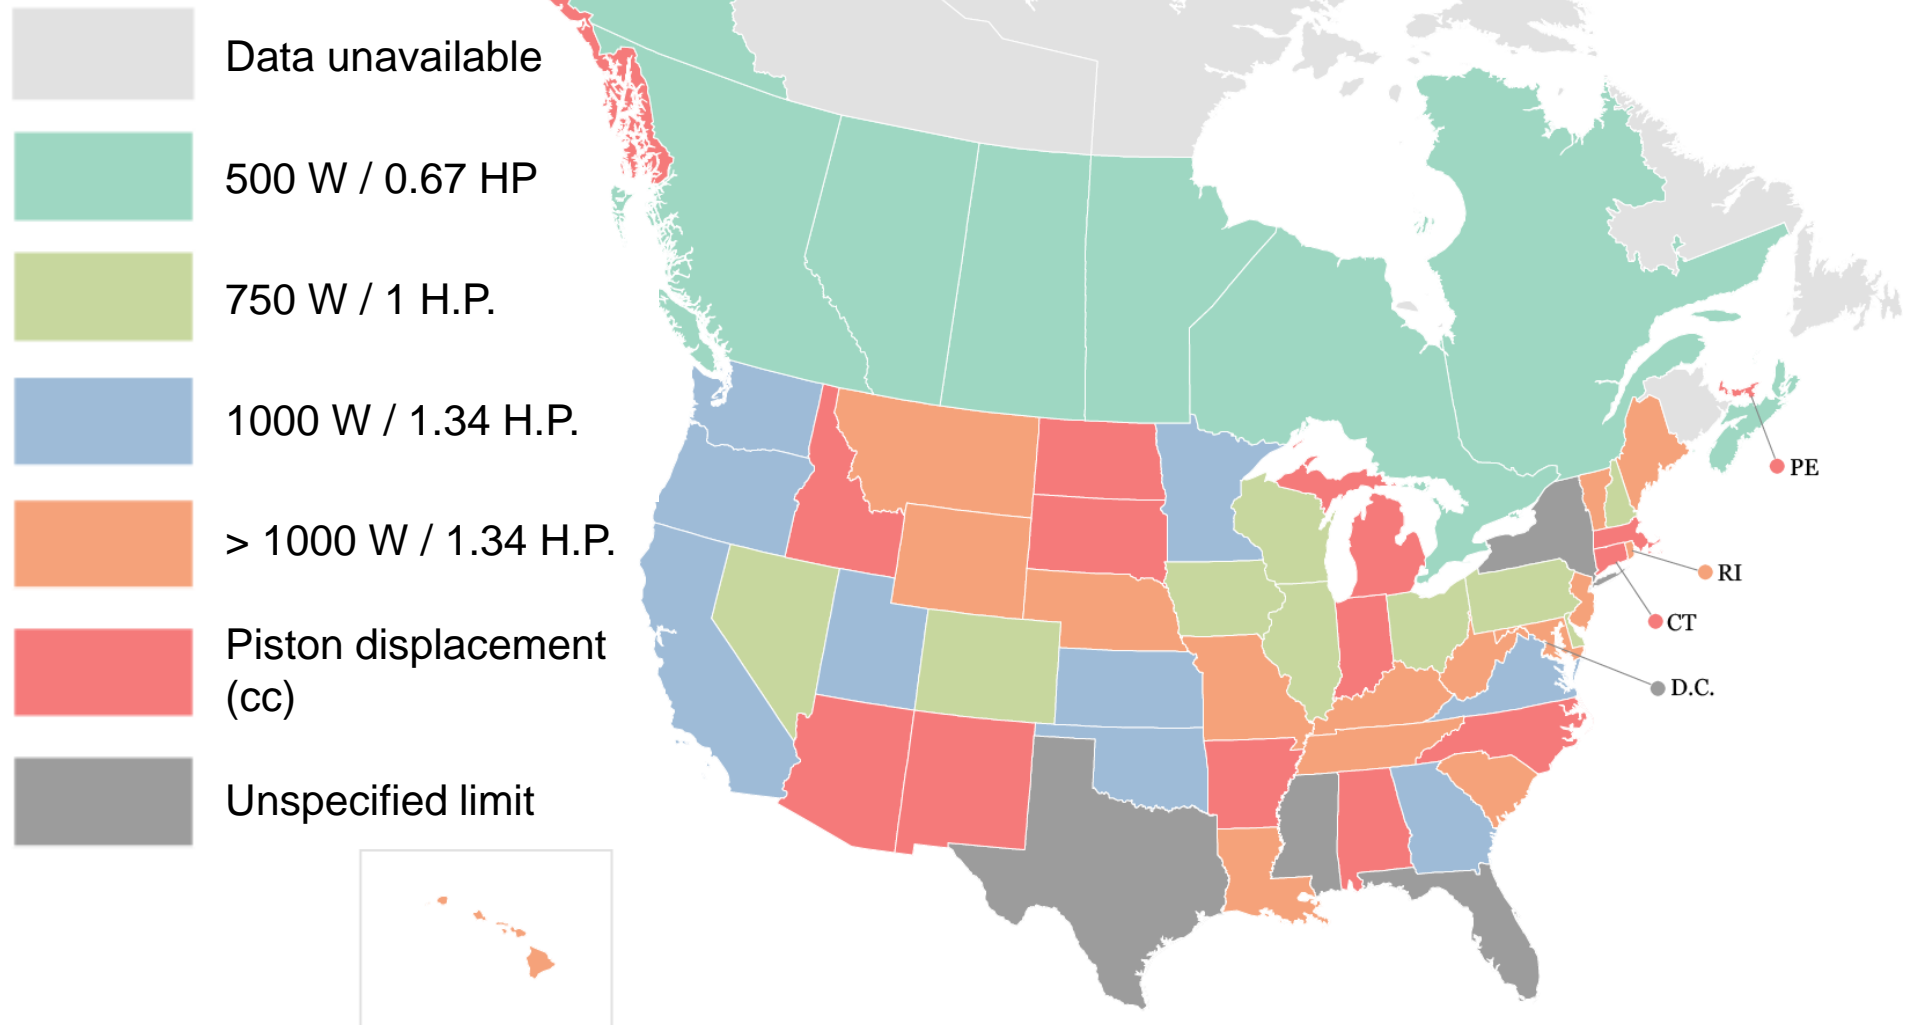 Data unavailable
500 W / 0.67 HP
750 W / 1 H.P.
1000 W / 1.34 H.P.
> 1000 W / 1.34 H.P.
Piston displacement
(cc)
Unspecified limit
PE
RI
CT
D.C.